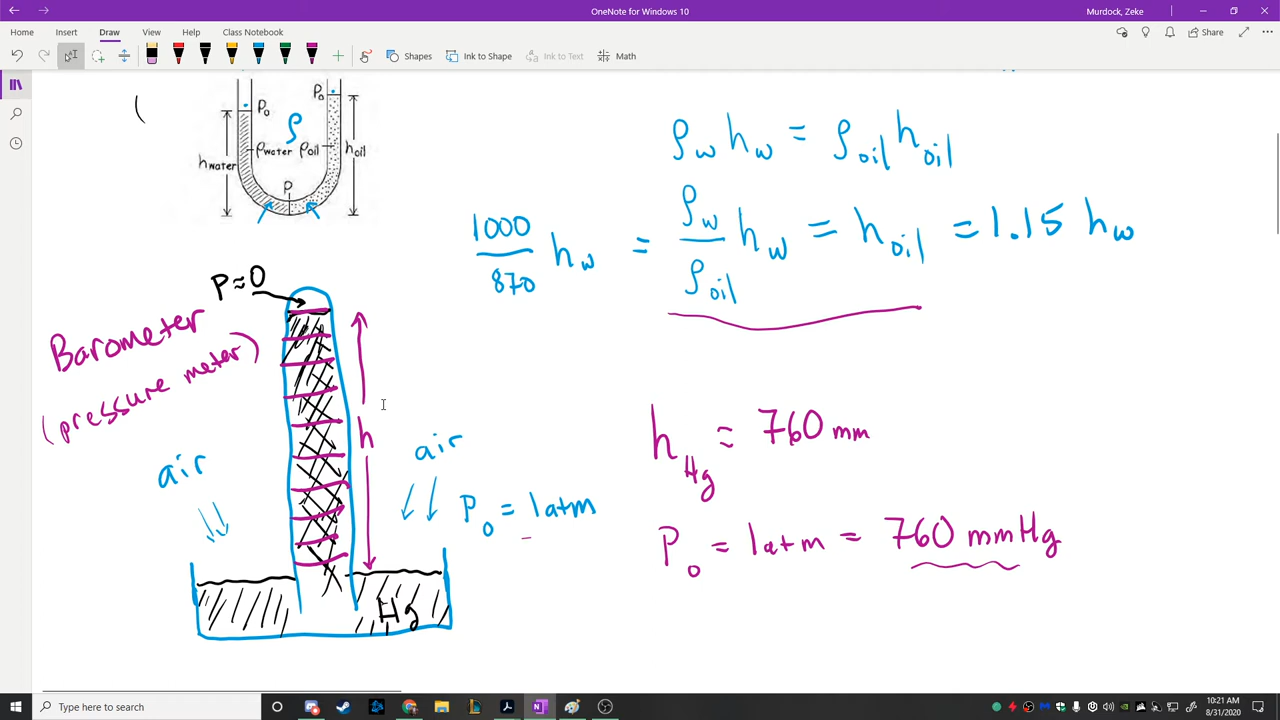 OneNote for Windows 10
Murdock, Zeke
Home Insert Draw View Help Class Notebook
Shapes Ink to Shape Ink to Text Math Share
(
P₀ P₀
ρ
hwater ρwater ρoil hoil
P
ρw hw = ρoil hoil
1000/870 hw = ρw/ρoil hw = hoil = 1.15 hw
P≈0
Barometer
(pressure meter)
h
air
air
P₀ = 1atm
Hg
hHg = 760 mm
P₀ = 1atm = 760 mmHg
Type here to search
10:21 AM
8/31/2020